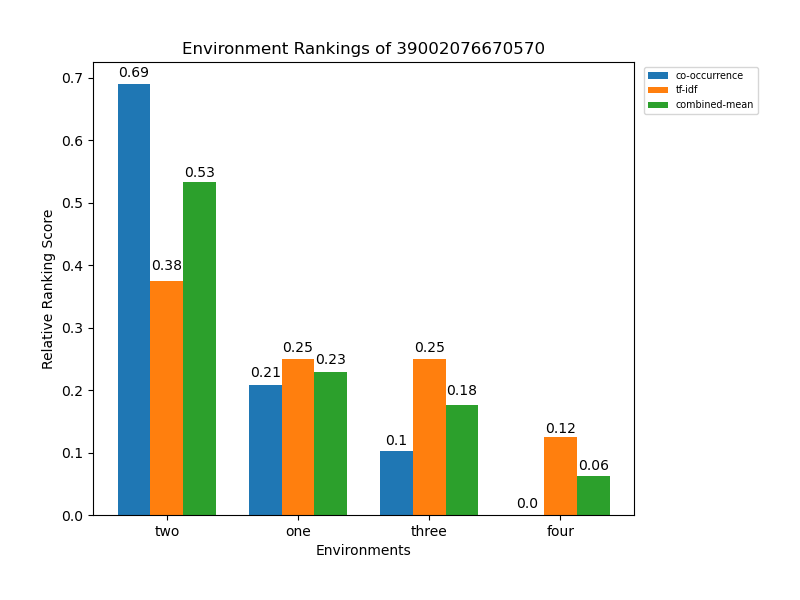 Environment Rankings of 39002076670570
co-occurrence
tf-idf
combined-mean
Relative Ranking Score
0.7
0.6
0.5
0.4
0.3
0.2
0.1
0.0
0.69
0.38
0.53
0.21
0.25
0.23
0.1
0.25
0.18
0.0
0.12
0.06
two one three four
Environments